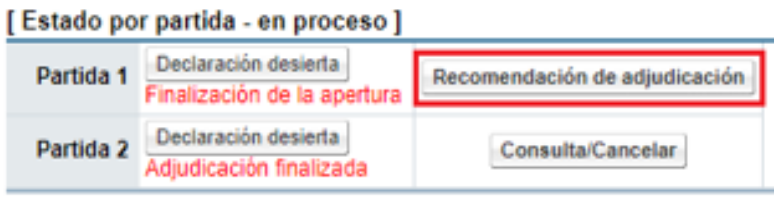 [ Estado por partida - en proceso ]
Partida 1 Declaración desierta Recomendación de adjudicación
Finalización de la apertura
Partida 2 Declaración desierta Consulta/Cancelar
Adjudicación finalizada